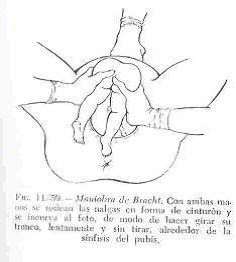 FIG. 11/59. — Maniobra de Bracht. Con ambas ma-
nos se rodean las nalgas en forma de cinturón y
se incurva al feto, de modo de hacer girar su
tronco, lentamente y sin tirar, alrededor de la
sínfisis del pubis.